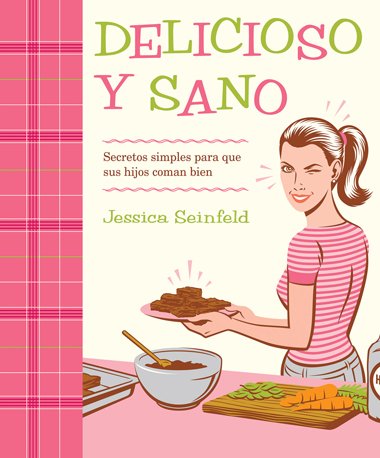 DELICIOSO
Y SANO
Secretos simples para que
sus hijos coman bien
Jessica Seinfeld
H